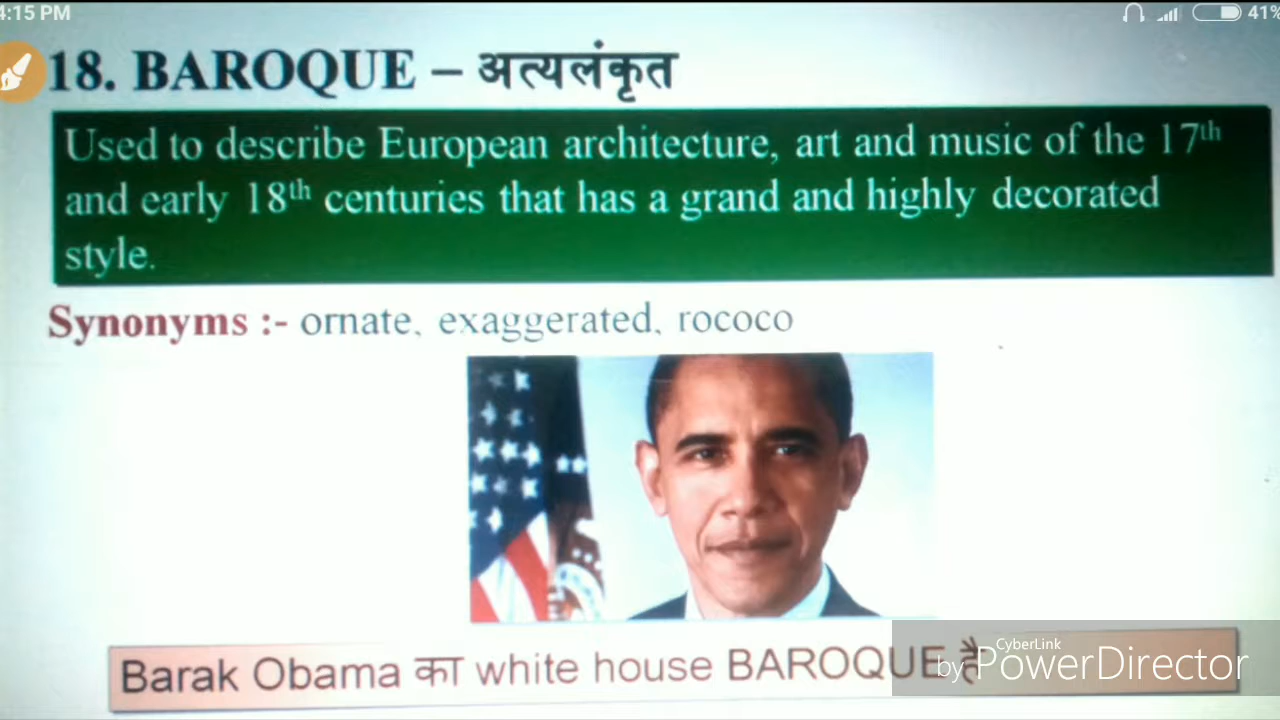 4:15 PM
41%
18. BAROQUE – अत्यलंकृत
Used to describe European architecture, art and music of the 17th
and early 18th centuries that has a grand and highly decorated
style.
Synonyms :- ornate, exaggerated, rococo
Barak Obama का white house BAROQUE है
CyberLink
by PowerDirector